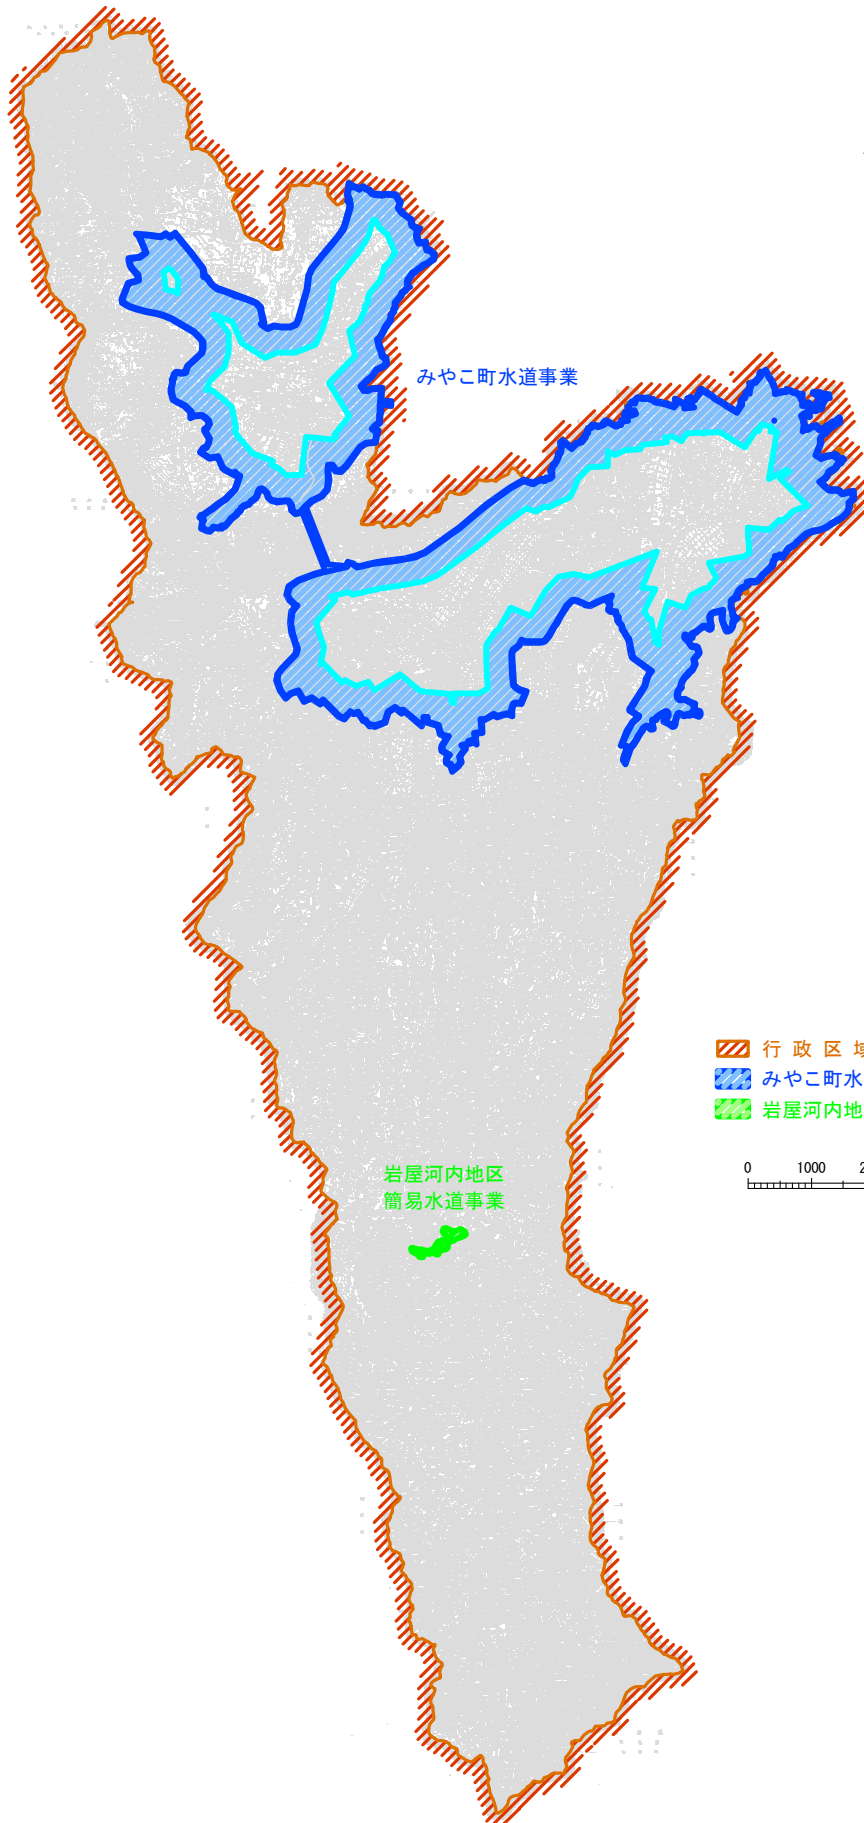 みやこ町水道事業
行 政 区
みやこ町水
岩屋河内地
0 1000 2
岩屋河内地区
簡易水道事業